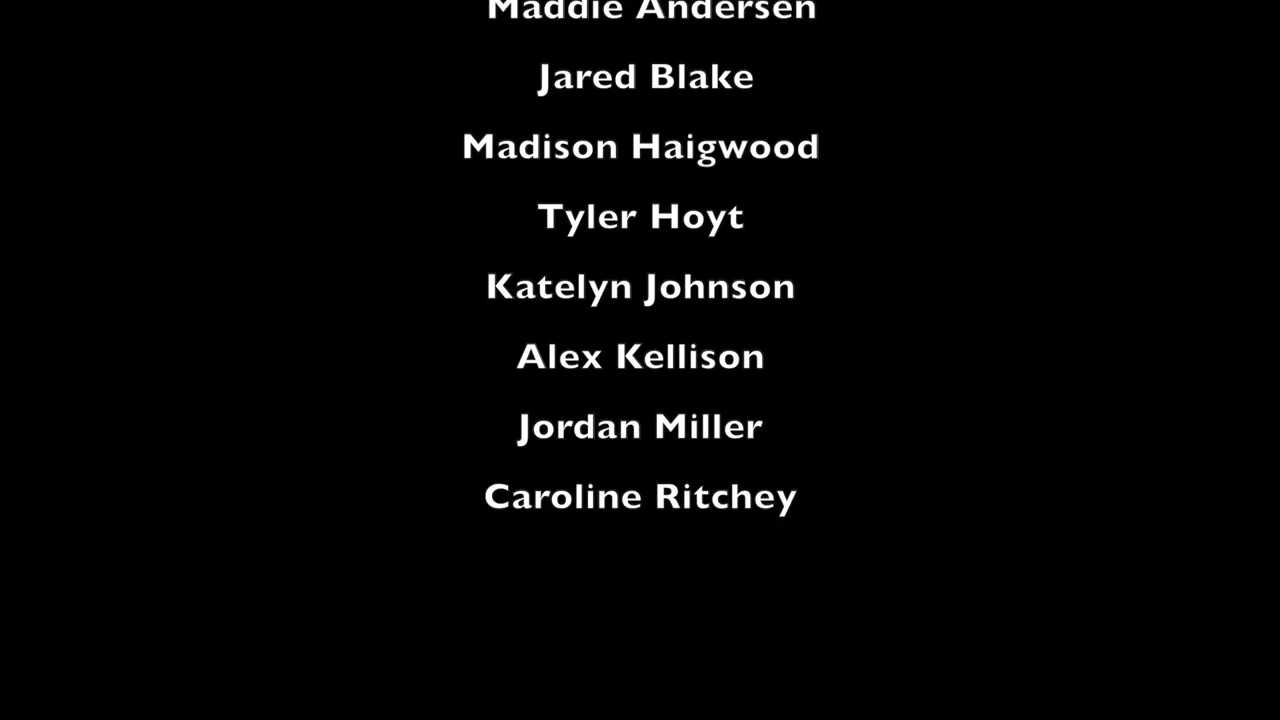 Maddie Andersen
Jared Blake
Madison Haigwood
Tyler Hoyt
Katelyn Johnson
Alex Kellison
Jordan Miller
Caroline Ritchey